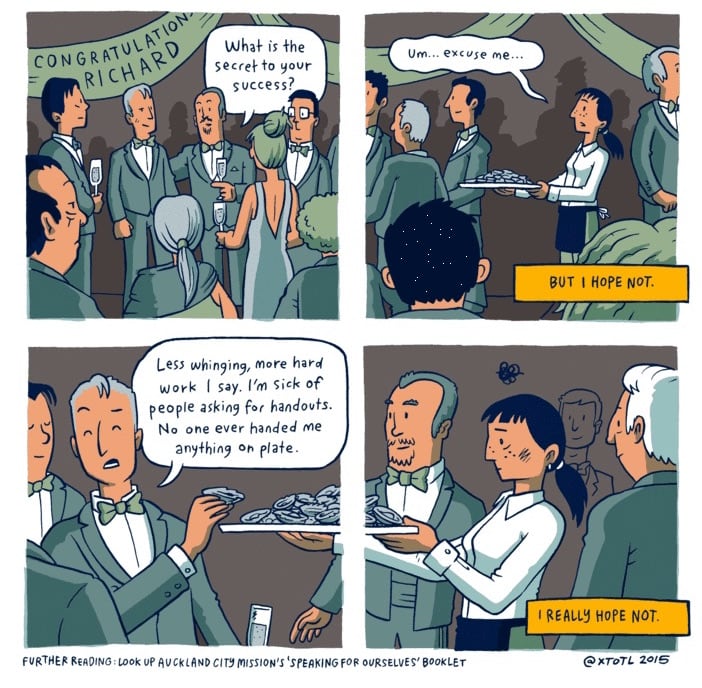 CONGRATULATION
RICHARD
What is the
secret to your
success?
Um... excuse me...
BUT I HOPE NOT.
Less whinging, more hard
work I say. I'm sick of
people asking for handouts.
No one ever handed me
anything on plate.
I REALLY HOPE NOT.
FURTHER READING: LOOK UP AUCKLAND CITY MISSION'S 'SPEAKING FOR OURSELVES' BOOKLET
@XTOTL 2015